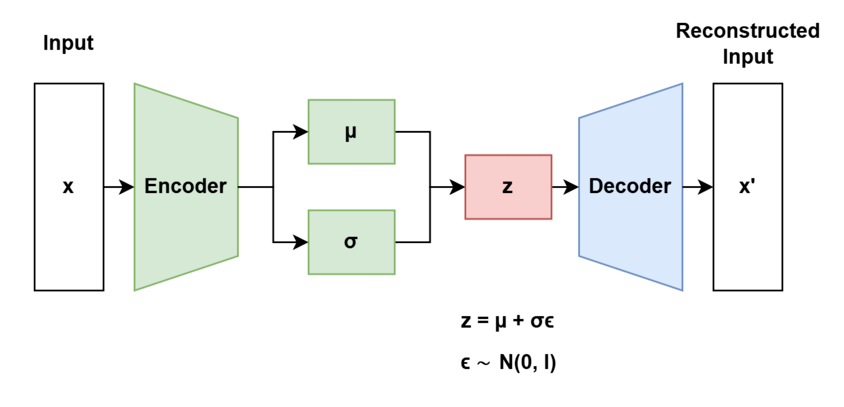 Input
Reconstructed
Input
x
Encoder
μ
σ
z
Decoder
x'
z = μ + σϵ
ϵ ~ N(0, I)